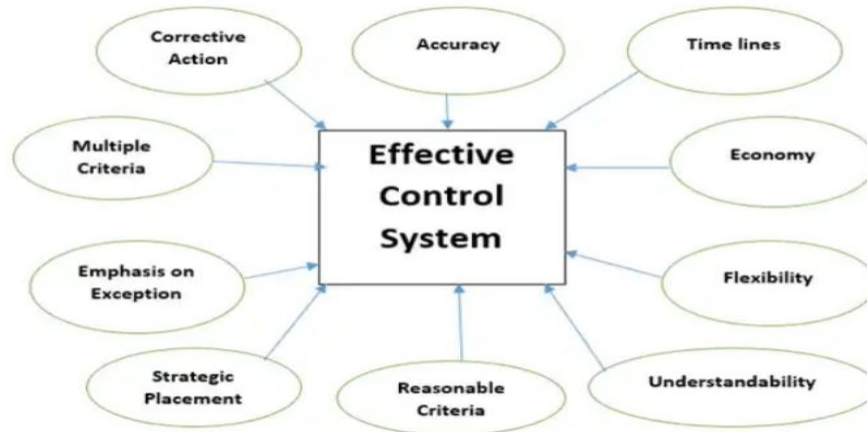 Corrective
Action
Accuracy
Time lines
Multiple
Criteria
Effective
Control
System
Economy
Emphasis on
Exception
Flexibility
Strategic
Placement
Reasonable
Criteria
Understandability